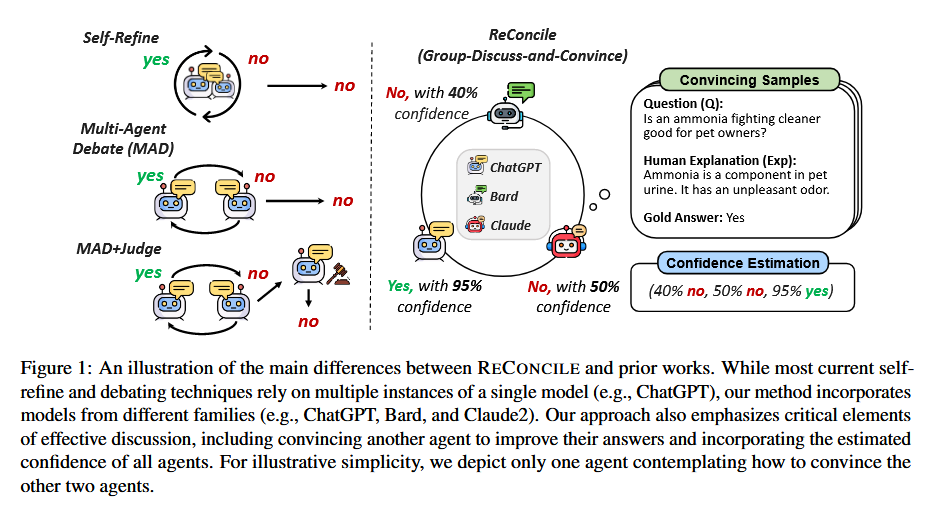 Self-Refine
yes
no
no
Multi-Agent
Debate (MAD)
yes
no
no
MAD+Judge
yes
no
no
ReConcile
(Group-Discuss-and-Convince)
No, with 40%
confidence
ChatGPT
Bard
Claude
Yes, with 95%
confidence
No, with 50%
confidence
Convincing Samples
Question (Q):
Is an ammonia fighting cleaner
good for pet owners?
Human Explanation (Exp):
Ammonia is a component in pet
urine. It has an unpleasant odor.
Gold Answer: Yes
Confidence Estimation
(40% no, 50% no, 95% yes)
Figure 1: An illustration of the main differences between RECONCILE and prior works. While most current self-
refine and debating techniques rely on multiple instances of a single model (e.g., ChatGPT), our method incorporates
models from different families (e.g., ChatGPT, Bard, and Claude2). Our approach also emphasizes critical elements
of effective discussion, including convincing another agent to improve their answers and incorporating the estimated
confidence of all agents. For illustrative simplicity, we depict only one agent contemplating how to convince the
other two agents.